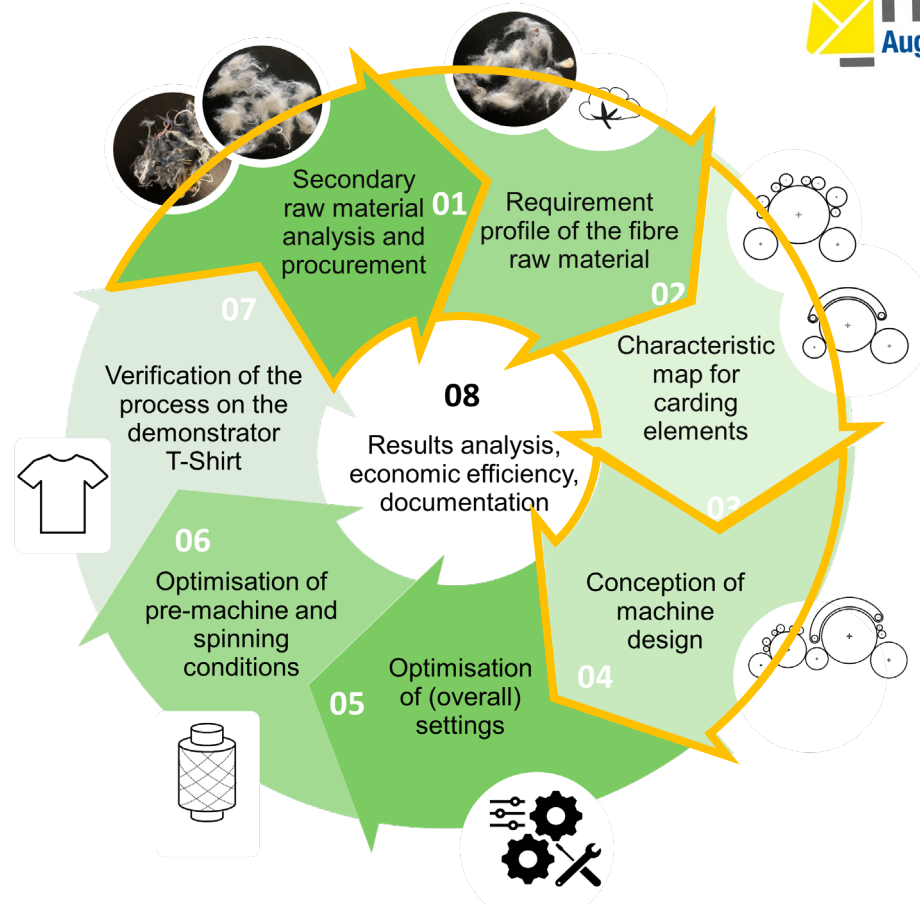 Aug
Secondary
raw material
analysis and
procurement
01
Requirement
profile of the fibre
raw material
02
Characteristic
map for
carding
elements
03
Conception of
machine
design
04
Optimisation
of (overall)
settings
05
06
Optimisation of
pre-machine and
spinning
conditions
07
Verification of the
process on the
demonstrator
T-Shirt
08
Results analysis,
economic efficiency,
documentation